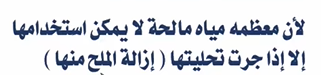 لأن معظمه مياه مالحة لا يمكن استخدامها
إلا إذا جرت تحليتها ( إزالة الملح منها )